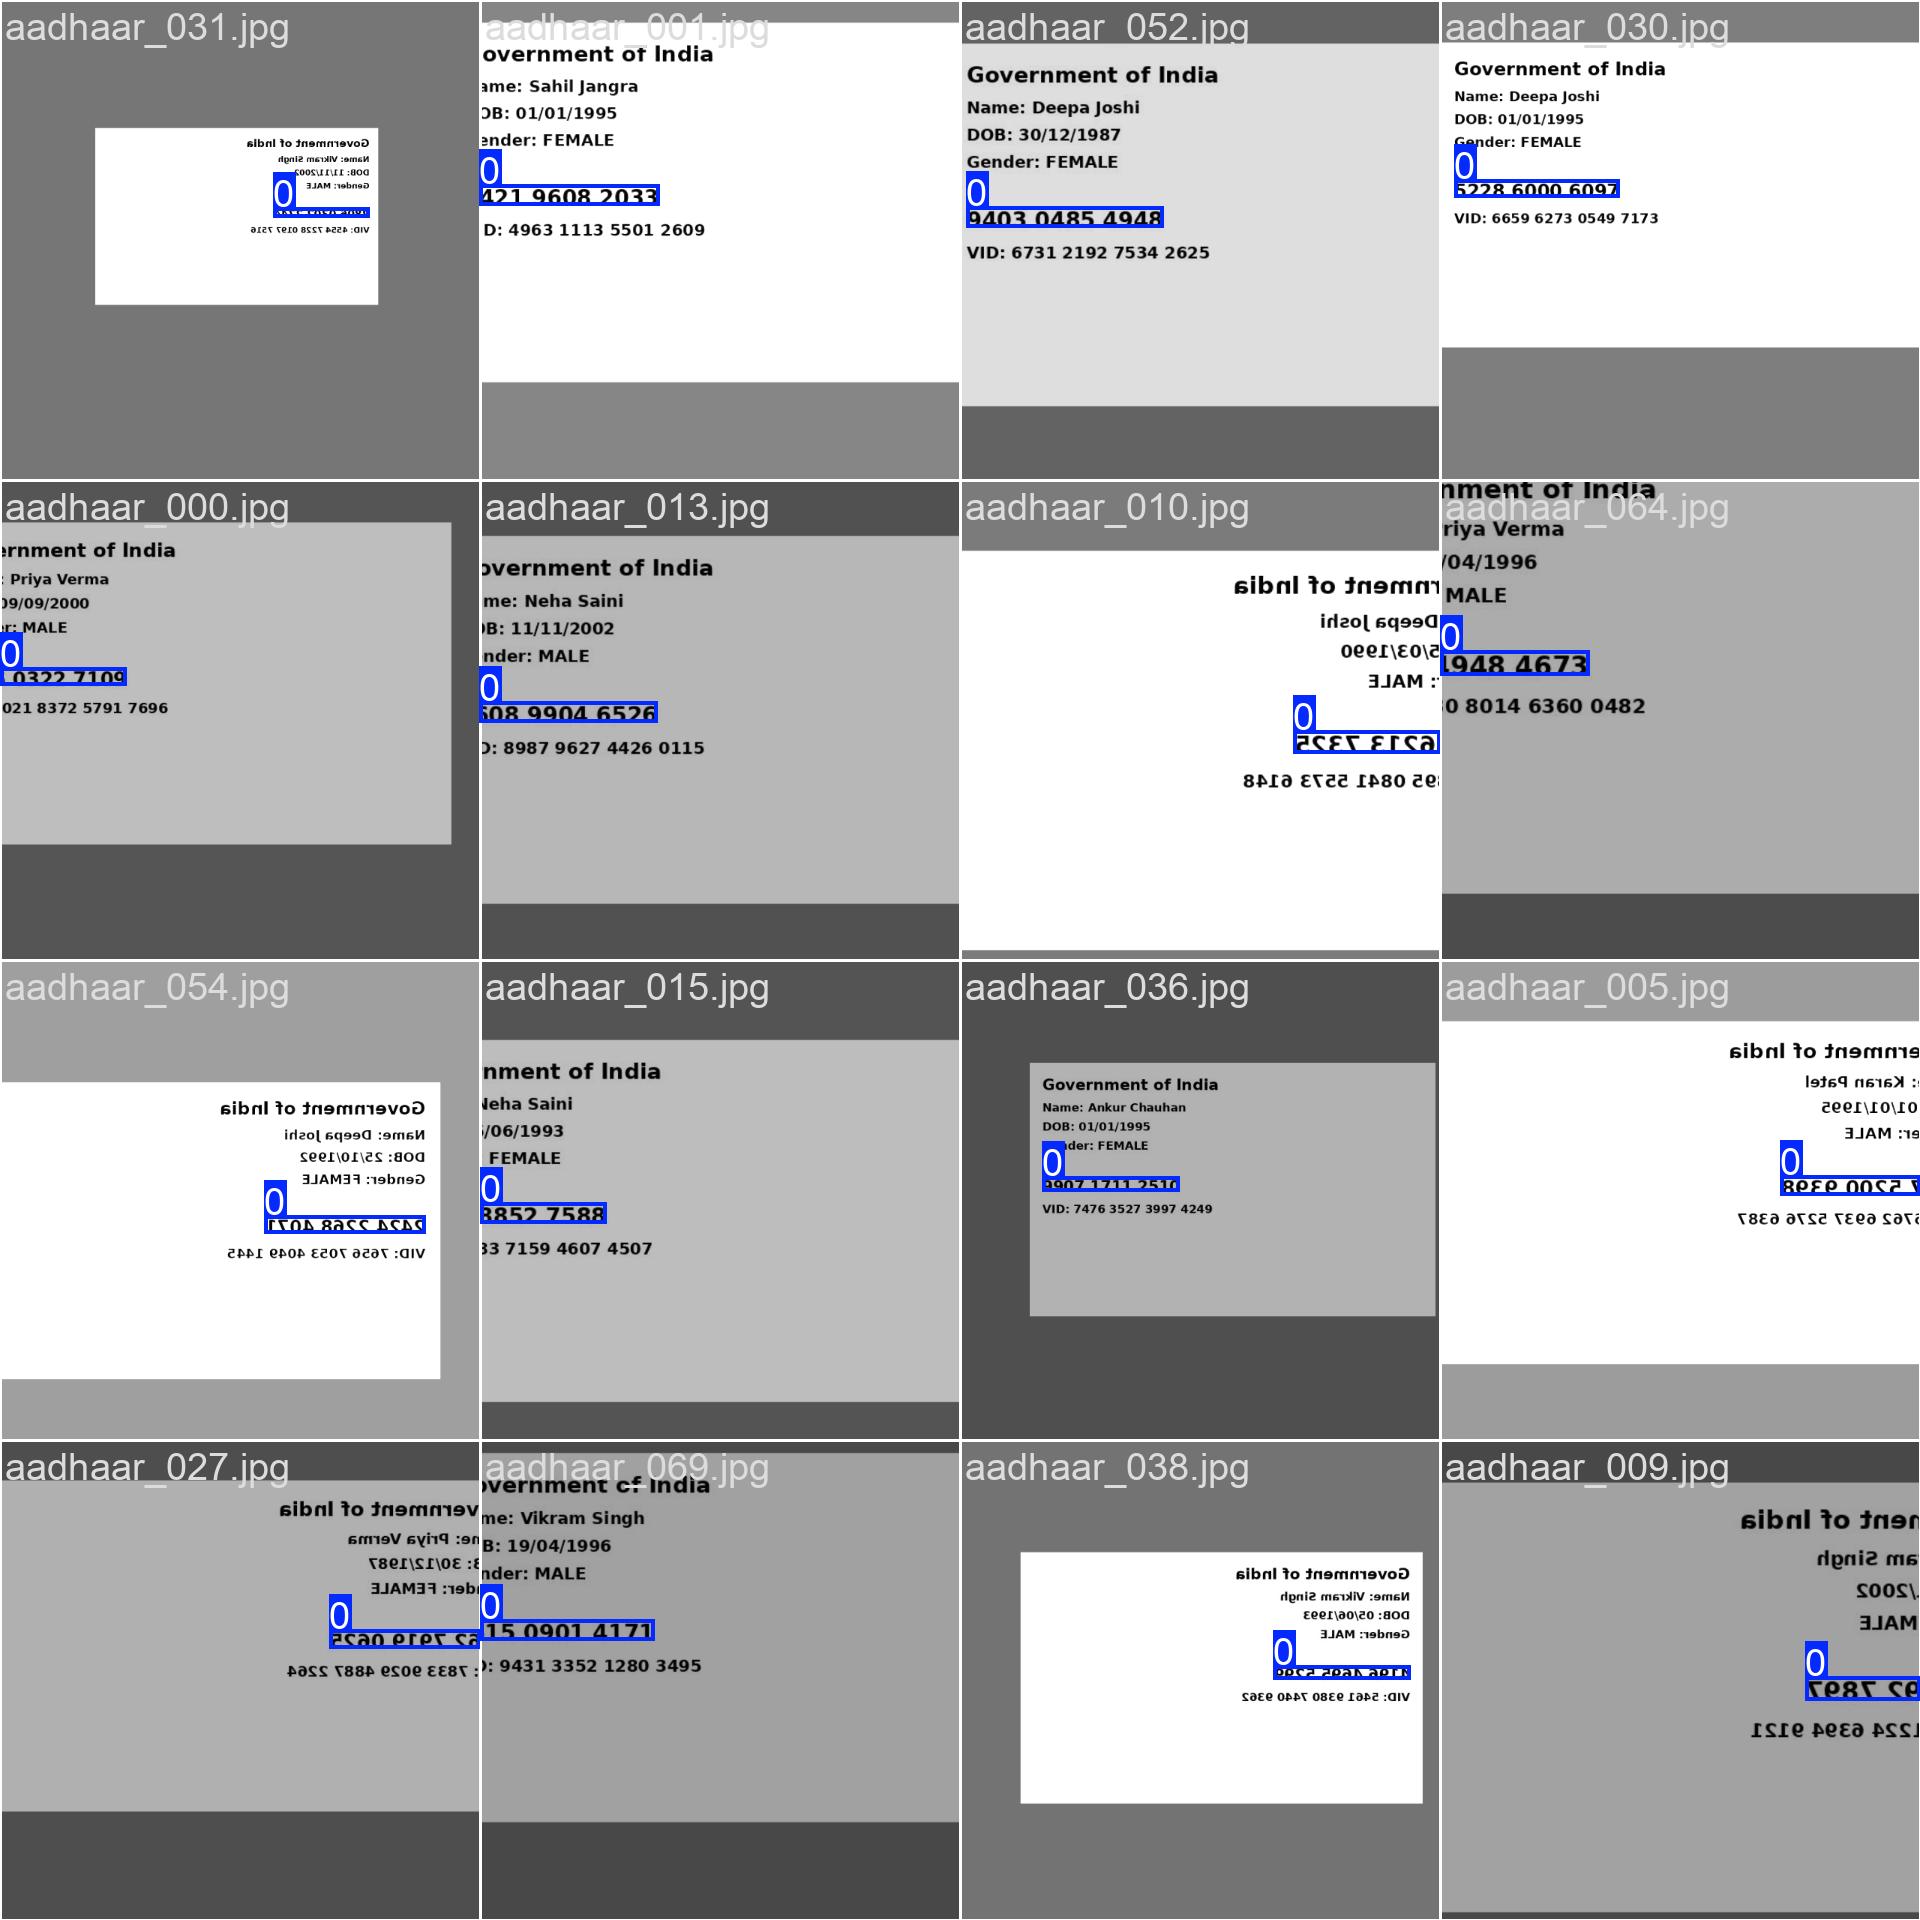 aadhaar_031.jpg
Government of India
Name: Vikram Singh
DOB: 11/11/2002
Gender: MALE
0
VID: 4554 7228 0197 7516
aadhaar_001.jpg
overnment of India
ame: Sahil Jangra
OB: 01/01/1995
ender: FEMALE
0
421 9608 2033
D: 4963 1113 5501 2609
aadhaar_052.jpg
Government of India
Name: Deepa Joshi
DOB: 30/12/1987
Gender: FEMALE
0
9403 0485 4948
VID: 6731 2192 7534 2625
aadhaar_030.jpg
Government of India
Name: Deepa Joshi
DOB: 01/01/1995
Gender: FEMALE
0
5228 6000 6097
VID: 6659 6273 0549 7173
aadhaar_000.jpg
ernment of India
: Priya Verma
09/09/2000
er: MALE
0
0322 7109
021 8372 5791 7696
aadhaar_013.jpg
overnment of India
me: Neha Saini
OB: 11/11/2002
nder: MALE
0
608 9904 6526
D: 8987 9627 4426 0115
aadhaar_010.jpg
rnment of India
Deepa Joshi
5/03/1990
r: MALE
0
6213 7325
395 0841 5573 6148
aadhaar_064.jpg
nment of India
riya Verma
/04/1996
MALE
0
1948 4673
30 8014 6360 0482
aadhaar_054.jpg
Government of India
Name: Deepa Joshi
DOB: 25/10/1992
Gender: FEMALE
0
2424 2268 4071
VID: 7656 7053 4049 1445
aadhaar_015.jpg
nment of India
Neha Saini
5/06/1993
FEMALE
0
3852 7588
33 7159 4607 4507
aadhaar_036.jpg
Government of India
Name: Ankur Chauhan
DOB: 01/01/1995
nder: FEMALE
0
9907 1711 2510
VID: 7476 3527 3997 4249
aadhaar_005.jpg
ernment of India
: Karan Patel
01/01/1995
er: MALE
0
7 5200 9398
6762 6937 5276 6387
aadhaar_027.jpg
vernment of India
ne: Priya Verma
B: 30/12/1987
der: FEMALE
0
62 7919 0625
: 7833 9029 4887 2264
aadhaar_069.jpg
overnment of India
me: Vikram Singh
B: 19/04/1996
nder: MALE
0
15 0901 4171
D: 9431 3352 1280 3495
aadhaar_038.jpg
Government of India
Name: Vikram Singh
DOB: 05/06/1993
Gender: MALE
0
VID: 5461 9380 7440 9362
aadhaar_009.jpg
ment of India
ram Singh
1/2002
MALE
0
92 7897
1224 6394 9121